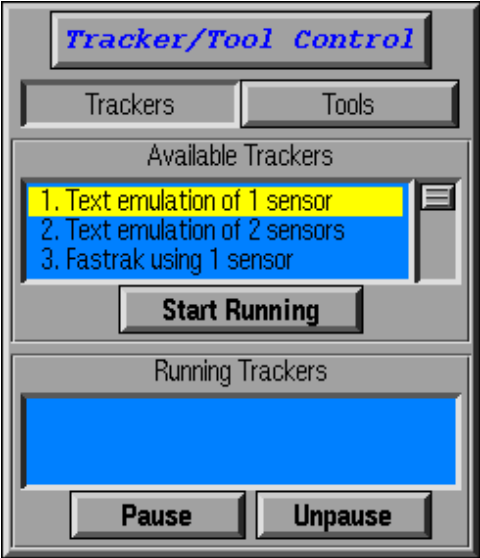 Tracker/Tool Control
Trackers Tools
Available Trackers
1. Text emulation of 1 sensor
2. Text emulation of 2 sensors
3. Fastrak using 1 sensor
Start Running
Running Trackers
Pause Unpause